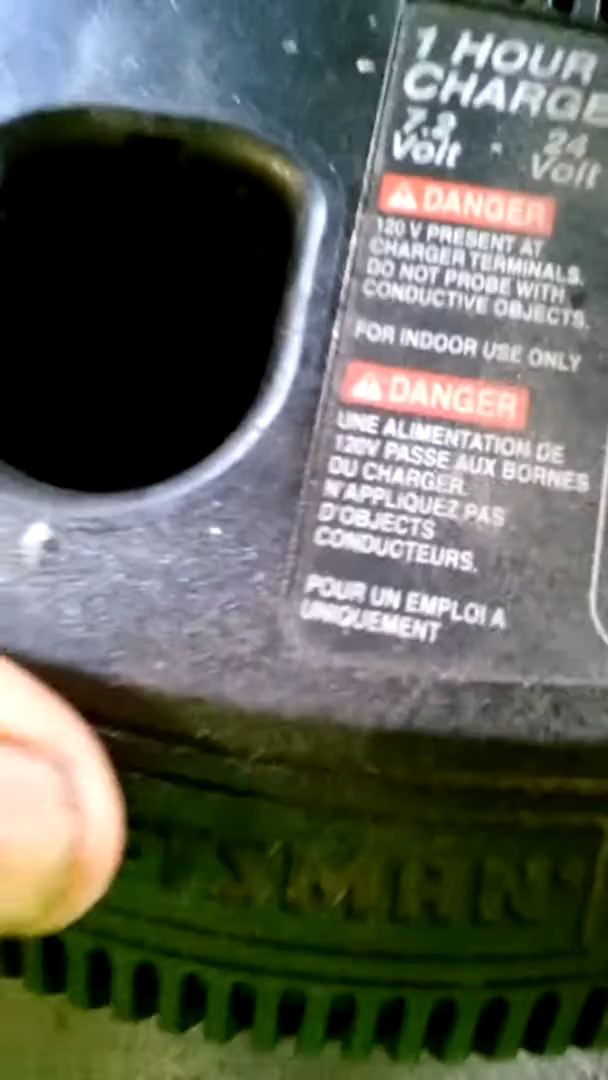 1 HOUR
CHARGE
7.2 24
Volt - Volt
DANGER
120 V PRESENT AT
CHARGER TERMINALS.
DO NOT PROBE WITH
CONDUCTIVE OBJECTS.
FOR INDOOR USE ONLY
DANGER
UNE ALIMENTATION DE
120V PASSE AUX BORNES
DU CHARGER.
N'APPLIQUEZ PAS
D'OBJECTS
CONDUCTEURS.
POUR UN EMPLOI A
UNIQUEMENT